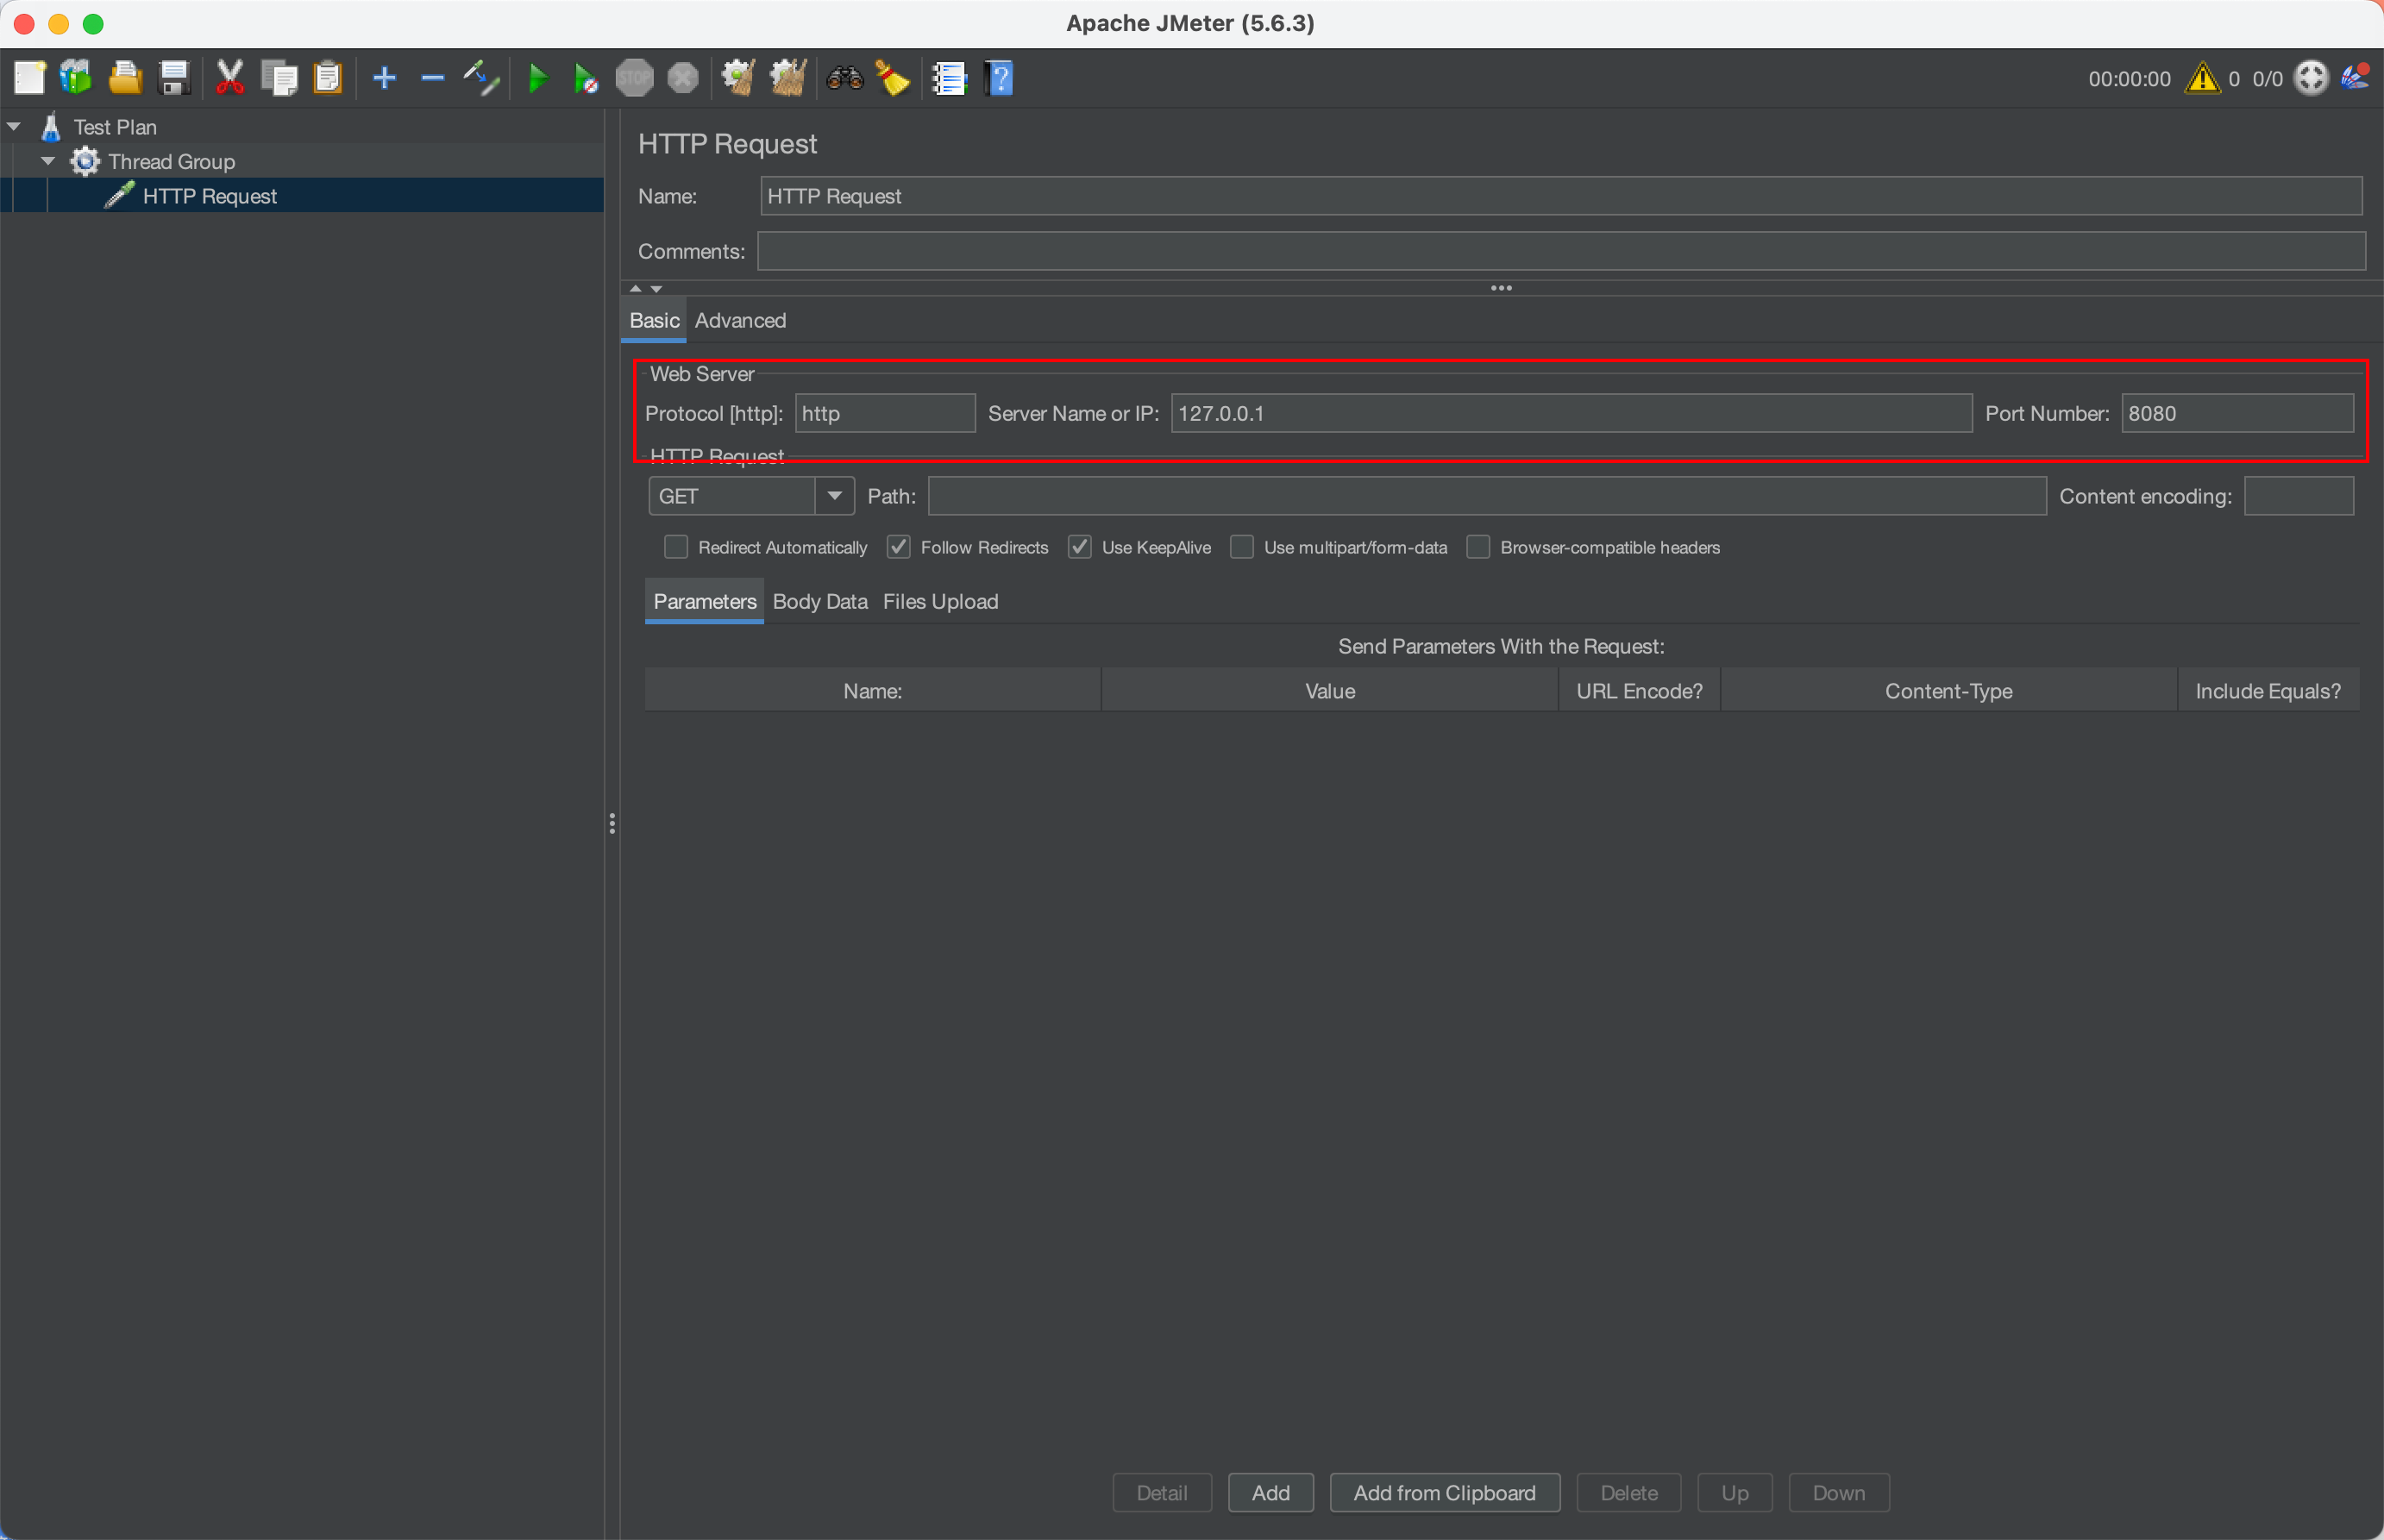 Apache JMeter (5.6.3)
STOP
00:00:00 0 0/0
Test Plan
Thread Group
HTTP Request
HTTP Request
Name: HTTP Request
Comments:
Basic Advanced
Web Server
Protocol [http]: http Server Name or IP: 127.0.0.1 Port Number: 8080
HTTP Request
GET Path: Content encoding:
Redirect Automatically Follow Redirects Use KeepAlive Use multipart/form-data Browser-compatible headers
Parameters Body Data Files Upload
Send Parameters With the Request:
Name: Value URL Encode? Content-Type Include Equals?
Detail Add Add from Clipboard Delete Up Down